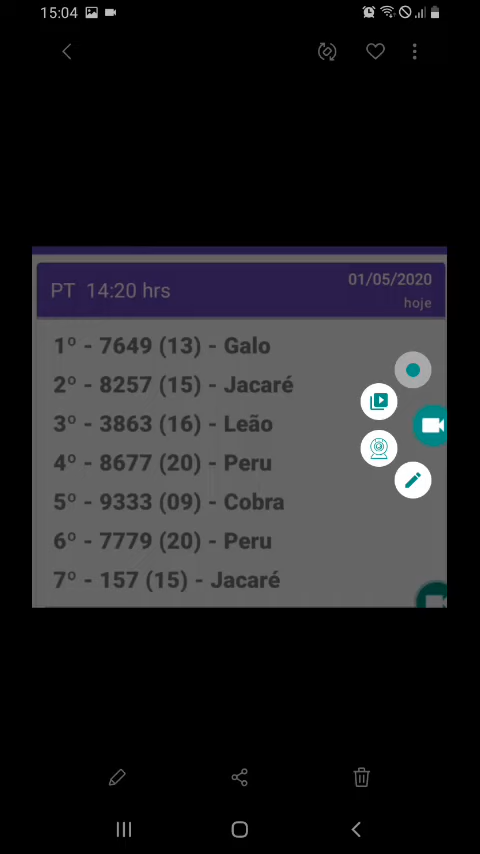 15:04
PT 14:20 hrs
01/05/2020
hoje
1º - 7649 (13) - Galo
2º - 8257 (15) - Jacaré
3º - 3863 (16) - Leão
4º - 8677 (20) - Peru
5º - 9333 (09) - Cobra
6º - 7779 (20) - Peru
7º - 157 (15) - Jacaré